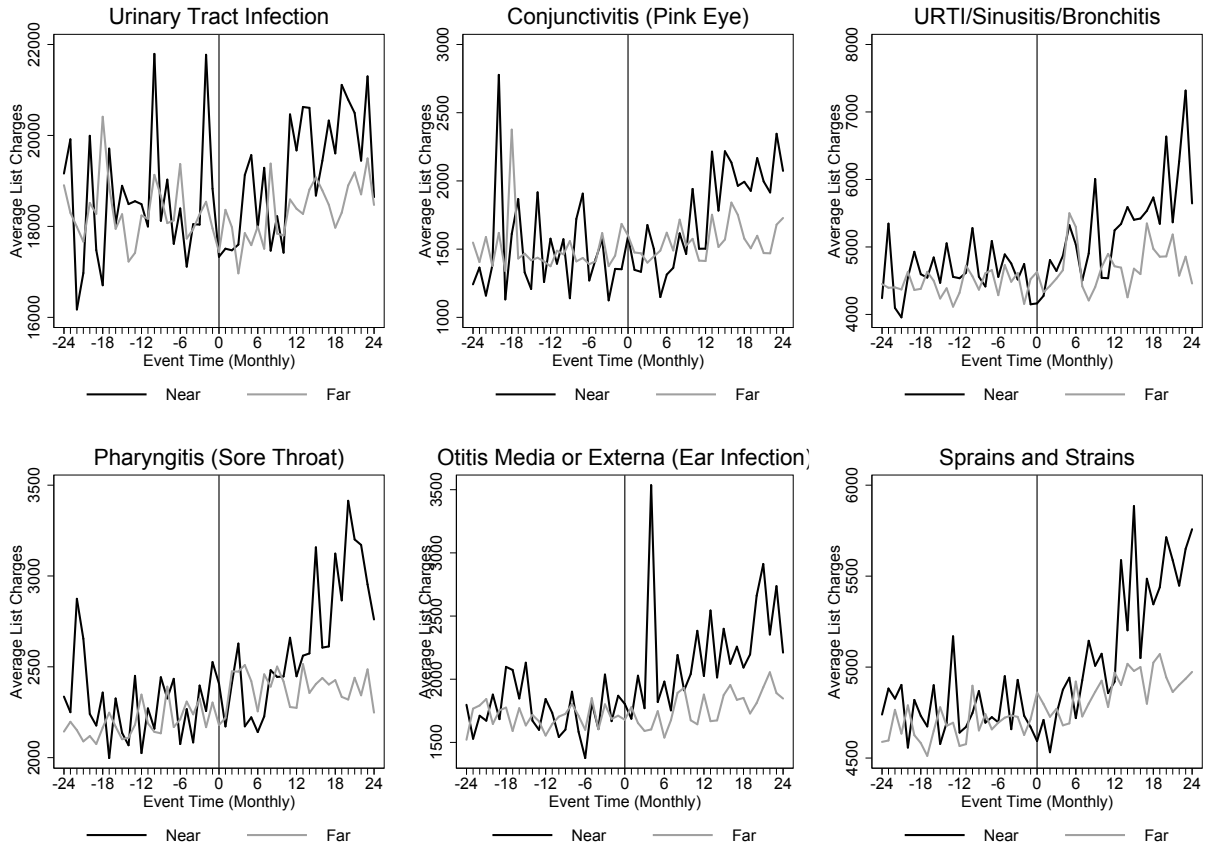 Urinary Tract Infection
Average List Charges
16000 18000 20000 22000
-24 -18 -12 -6 0 6 12 18 24
Event Time (Monthly)
Near Far
Conjunctivitis (Pink Eye)
Average List Charges
1000 1500 2000 2500 3000
-24 -18 -12 -6 0 6 12 18 24
Event Time (Monthly)
Near Far
URTI/Sinusitis/Bronchitis
Average List Charges
4000 5000 6000 7000 8000
-24 -18 -12 -6 0 6 12 18 24
Event Time (Monthly)
Near Far
Pharyngitis (Sore Throat)
Average List Charges
2000 2500 3000 3500
-24 -18 -12 -6 0 6 12 18 24
Event Time (Monthly)
Near Far
Otitis Media or Externa (Ear Infection)
Average List Charges
1500 2000 2500 3000 3500
-24 -18 -12 -6 0 6 12 18 24
Event Time (Monthly)
Near Far
Sprains and Strains
Average List Charges
4500 5000 5500 6000
-24 -18 -12 -6 0 6 12 18 24
Event Time (Monthly)
Near Far